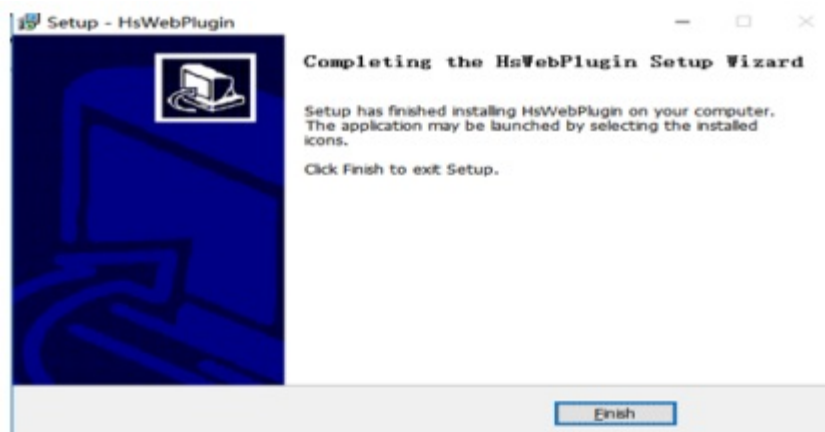 Setup - HsWebPlugin
Completing the HsWebPlugin Setup Wizard
Setup has finished installing HsWebPlugin on your computer.
The application may be launched by selecting the installed
icons.
Click Finish to exit Setup.
Finish